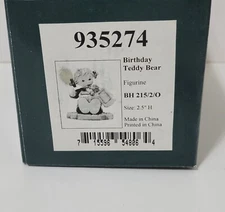 935274
Birthday
Teddy Bear
Figurine
BH 215/2/O
Size: 2.5" H
Made in China
Printed in China
7 15596 54886 4